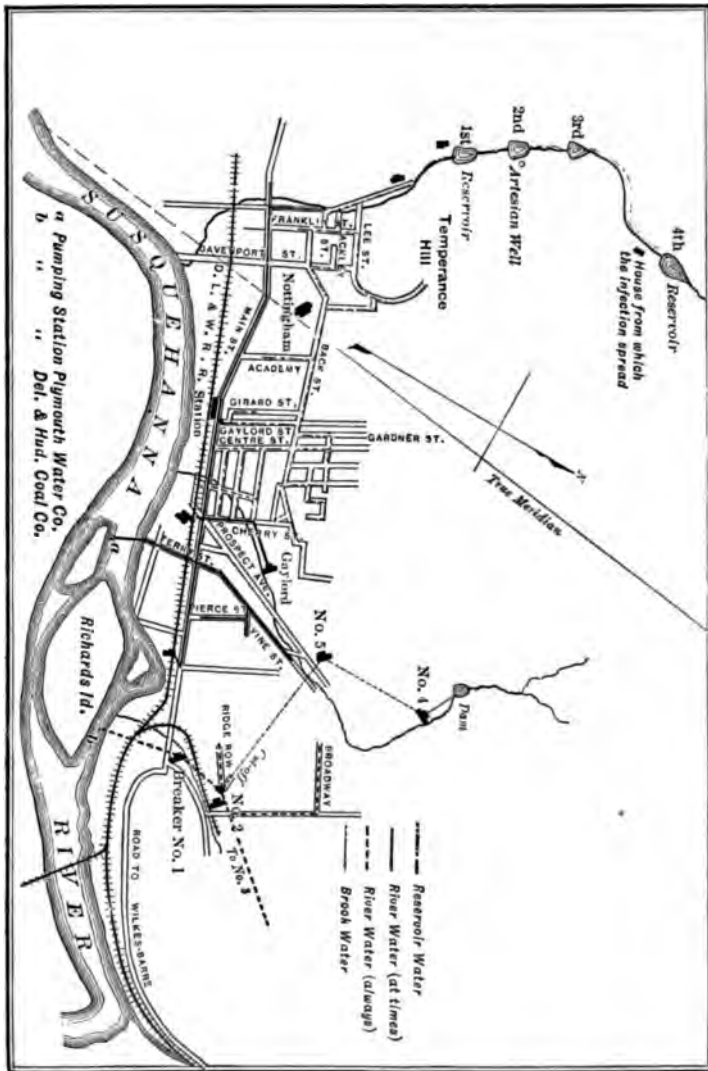 4th
Reservoir
3rd
2nd
Artesian Well
1st
Reservoir
House from which
the infection spread
Temperance
Hill
LEE ST.
FRANKLIN ST.
DAVENPORT ST.
D. L. & W. R. R. Station
MAIN ST.
Nottingham
BACK ST.
ACADEMY
GIRARD ST.
GAYLORD ST.
CENTRE ST.
GARDNER ST.
CHERRY S
PROSPECT AVE.
Gaylord
FERRY ST.
PIERCE ST
VINE ST.
True Meridian
N
No. 5
No. 4
Dam
Cut-off
RIDGE ROW
BROADWAY
No. 2
To No. 3
Breaker No. 1
ROAD TO WILKES-BARRE
SUSQUEHANNA
RIVER
Richards Id.
a
b
a Pumping Station Plymouth Water Co.
b " " Del. & Hud. Coal Co.
Reservoir Water
River Water (at times)
River Water (always)
Brook Water